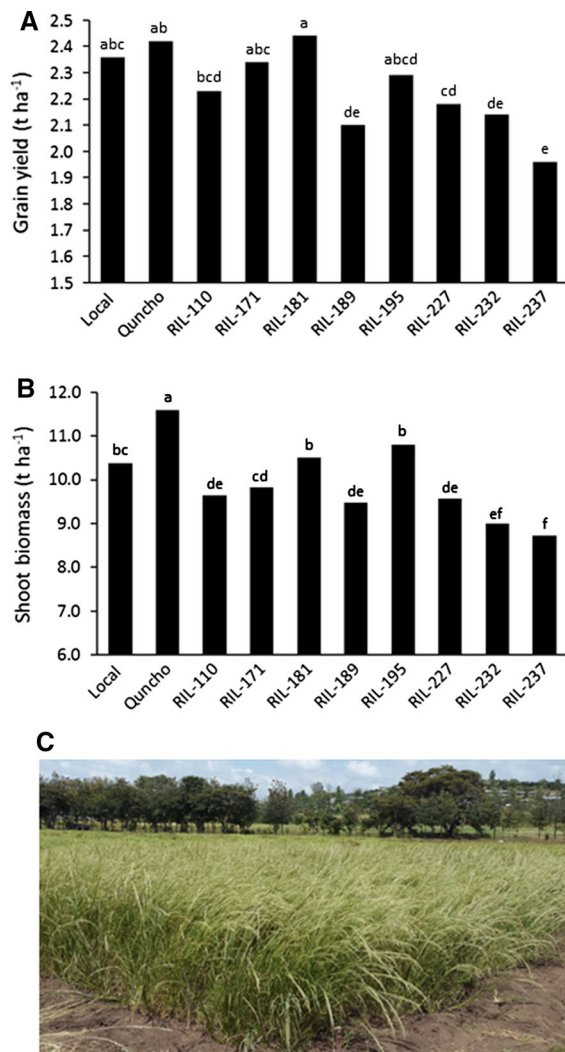 A
Grain yield (t ha-1)
2.5
2.4
2.3
2.2
2.1
2.0
1.9
1.8
1.7
1.6
1.5
abc
ab
bcd
abc
a
de
abcd
cd
de
e
Local
Quncho
RIL-110
RIL-171
RIL-181
RIL-189
RIL-195
RIL-227
RIL-232
RIL-237
B
Shoot biomass (t ha-1)
12.0
11.0
10.0
9.0
8.0
7.0
6.0
bc
a
de
cd
b
de
b
de
ef
f
Local
Quncho
RIL-110
RIL-171
RIL-181
RIL-189
RIL-195
RIL-227
RIL-232
RIL-237
C